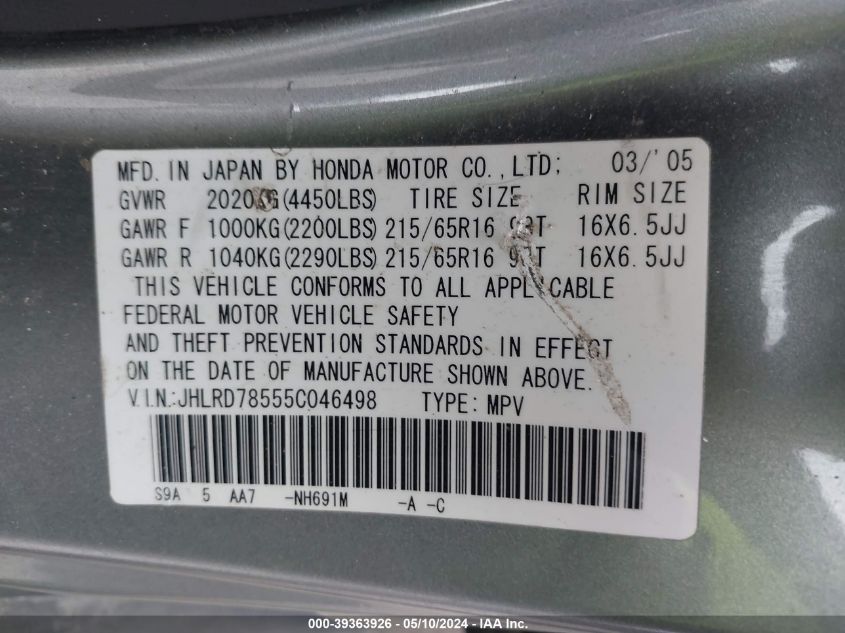 MFD. IN JAPAN BY HONDA MOTOR CO., LTD; 03/'05
GVWR 2020KG(4450LBS) TIRE SIZE RIM SIZE
GAWR F 1000KG(2200LBS) 215/65R16 16X6.5JJ
GAWR R 1040KG(2290LBS) 215/65R16 16X6.5JJ
THIS VEHICLE CONFORMS TO ALL APPLICABLE
FEDERAL MOTOR VEHICLE SAFETY
AND THEFT PREVENTION STANDARDS IN EFFECT
ON THE DATE OF MANUFACTURE SHOWN ABOVE.
V.I.N.:JHLRD78555C046498 TYPE: MPV
S9A 5 AA7 -NH691M -A -C
000-39363926 - 05/10/2024 - IAA Inc.